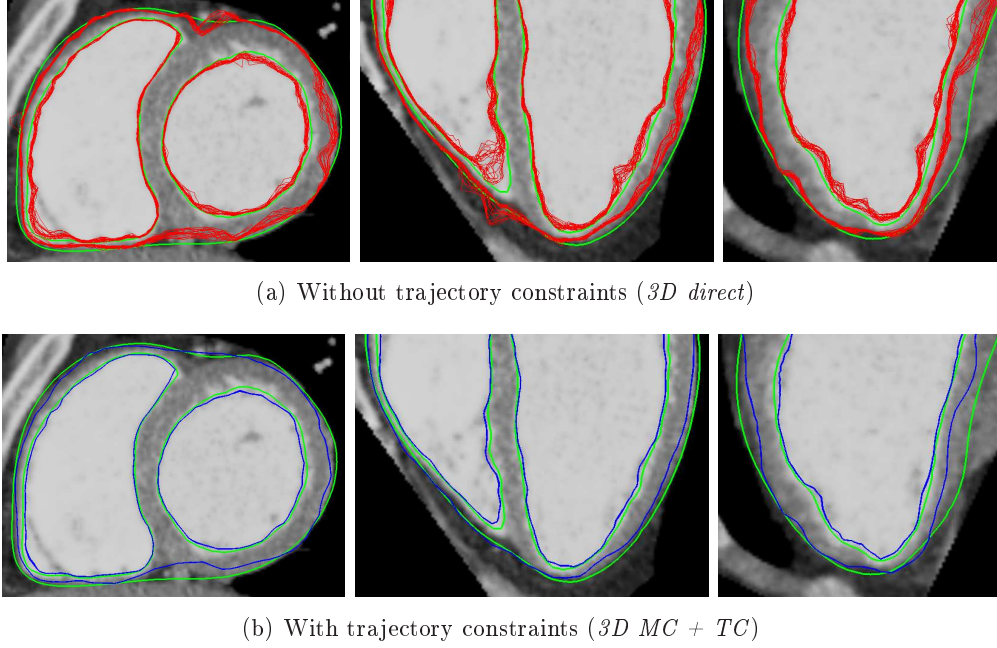 (a) Without trajectory constraints (3D direct)
(b) With trajectory constraints (3D MC + TC)